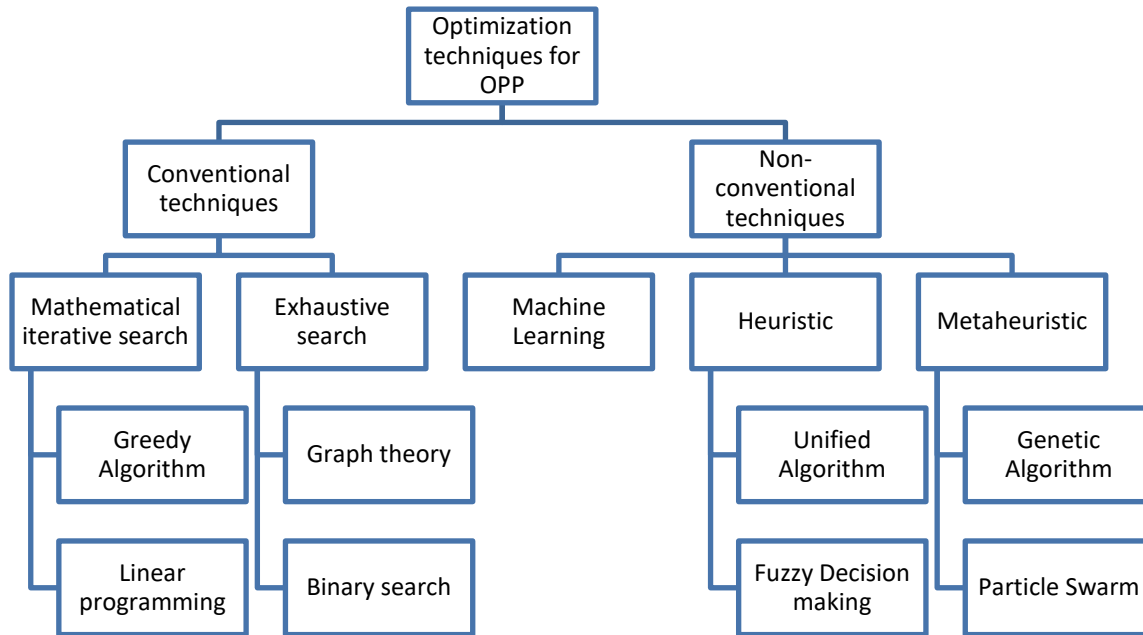 Optimization
techniques for
OPP
Conventional
techniques
Non-
conventional
techniques
Mathematical
iterative search
Exhaustive
search
Machine
Learning
Heuristic
Metaheuristic
Greedy
Algorithm
Graph theory
Unified
Algorithm
Genetic
Algorithm
Linear
programming
Binary search
Fuzzy Decision
making
Particle Swarm